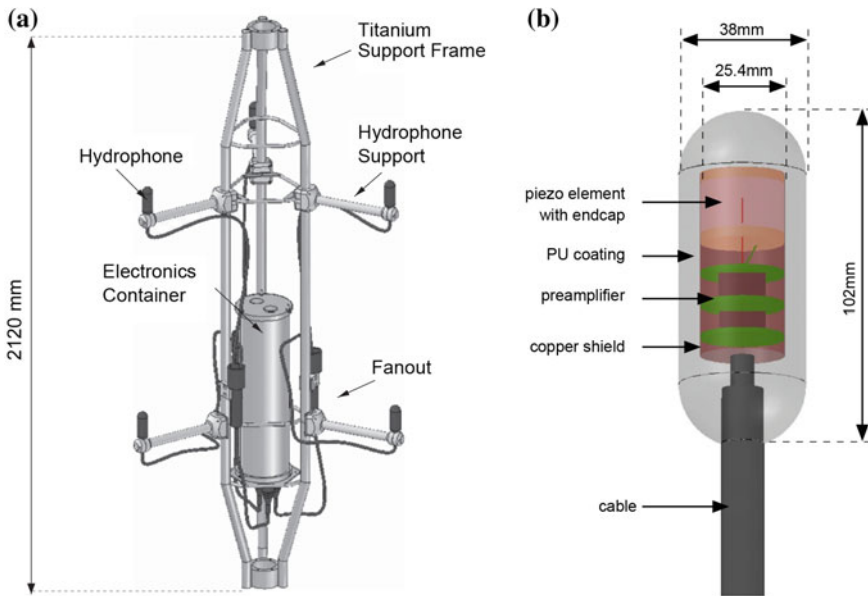 (a)
Titanium
Support Frame
Hydrophone
Hydrophone
Support
Electronics
Container
Fanout
2120 mm
(b)
38mm
25.4mm
piezo element
with endcap
PU coating
preamplifier
copper shield
102mm
cable